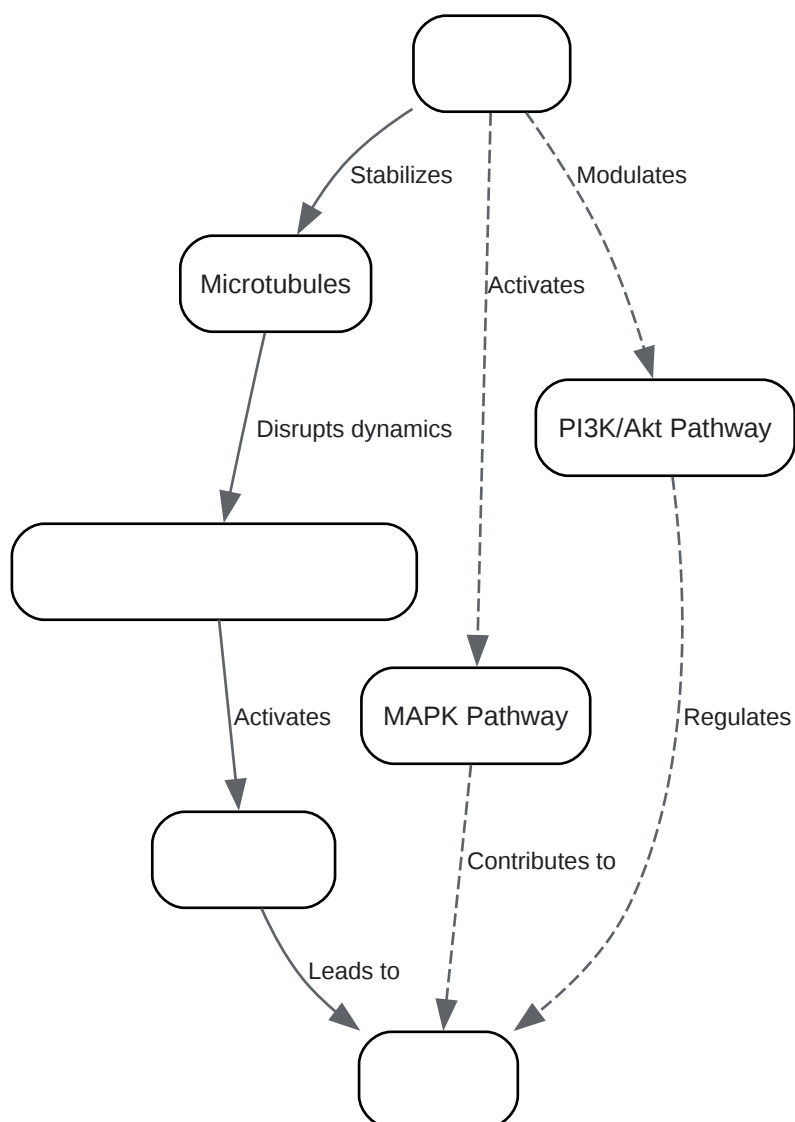 Stabilizes
Modulates
Microtubules
Activates
PI3K/Akt Pathway
Disrupts dynamics
MAPK Pathway
Activates
Regulates
Contributes to
Leads to